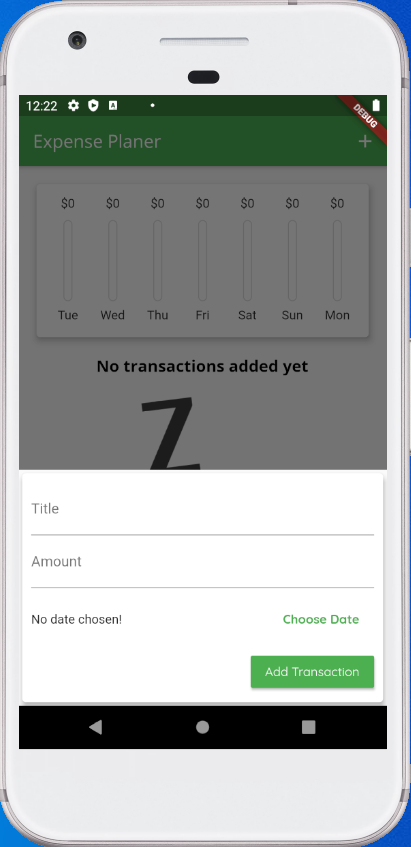 12:22
DEBUG
Expense Planer
+
$0 $0 $0 $0 $0 $0 $0
Tue Wed Thu Fri Sat Sun Mon
No transactions added yet
Z
Title
Amount
No date chosen! Choose Date
Add Transaction